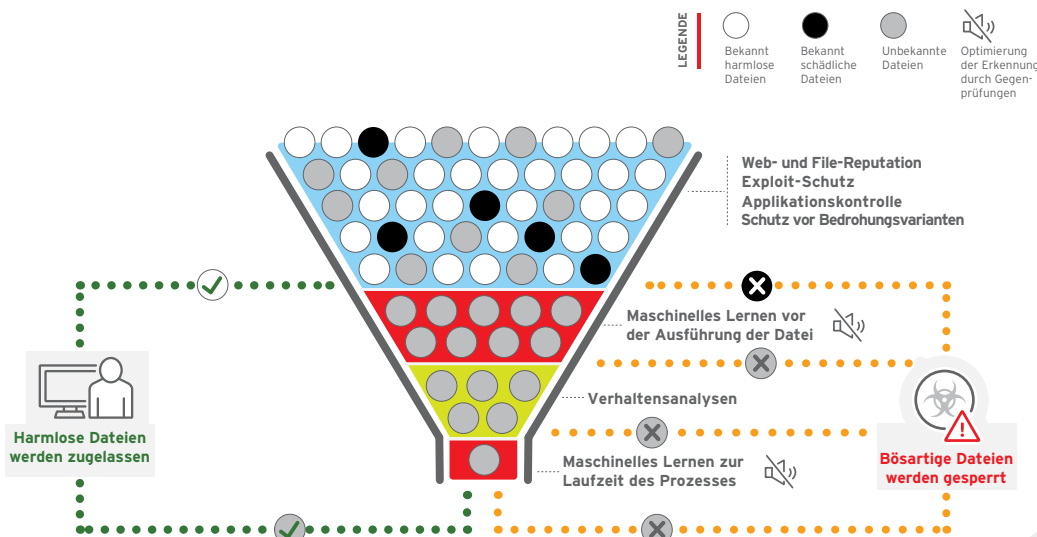 LEGENDE
Bekannt
harmlose
Dateien
Bekannt
schädliche
Dateien
Unbekannte
Dateien
Optimierung
der Erkennung
durch Gegen-
prüfungen
Web- und File-Reputation
Exploit-Schutz
Applikationskontrolle
Schutz vor Bedrohungsvarianten
Maschinelles Lernen vor
der Ausführung der Datei
Verhaltensanalysen
Maschinelles Lernen zur
Laufzeit des Prozesses
Harmlose Dateien
werden zugelassen
Bösartige Dateien
werden gesperrt